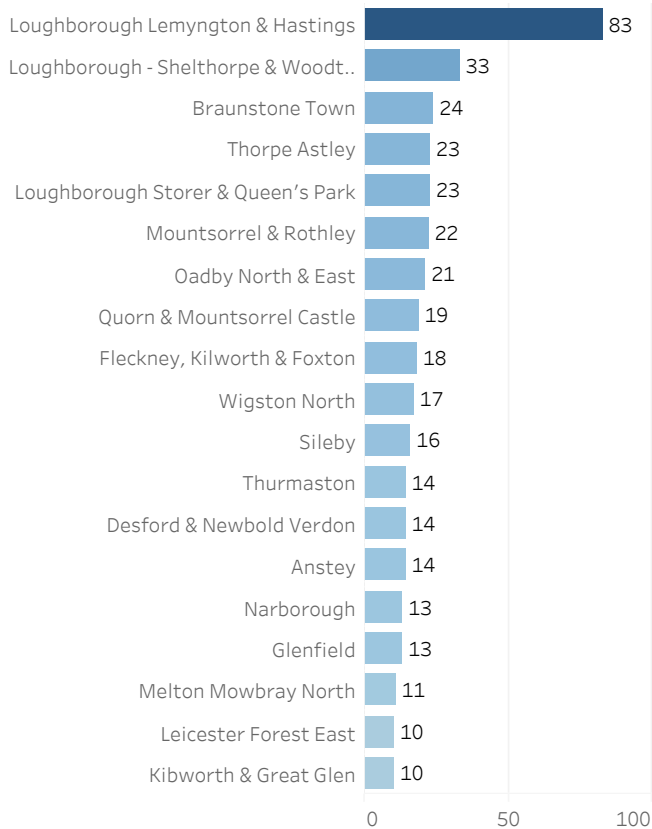 Loughborough Lemyngton & Hastings 83
Loughborough - Shelthorpe & Woodt.. 33
Braunstone Town 24
Thorpe Astley 23
Loughborough Storer & Queen's Park 23
Mountsorrel & Rothley 22
Oadby North & East 21
Quorn & Mountsorrel Castle 19
Fleckney, Kilworth & Foxton 18
Wigston North 17
Sileby 16
Thurmaston 14
Desford & Newbold Verdon 14
Anstey 14
Narborough 13
Glenfield 13
Melton Mowbray North 11
Leicester Forest East 10
Kibworth & Great Glen 10
0 50 100